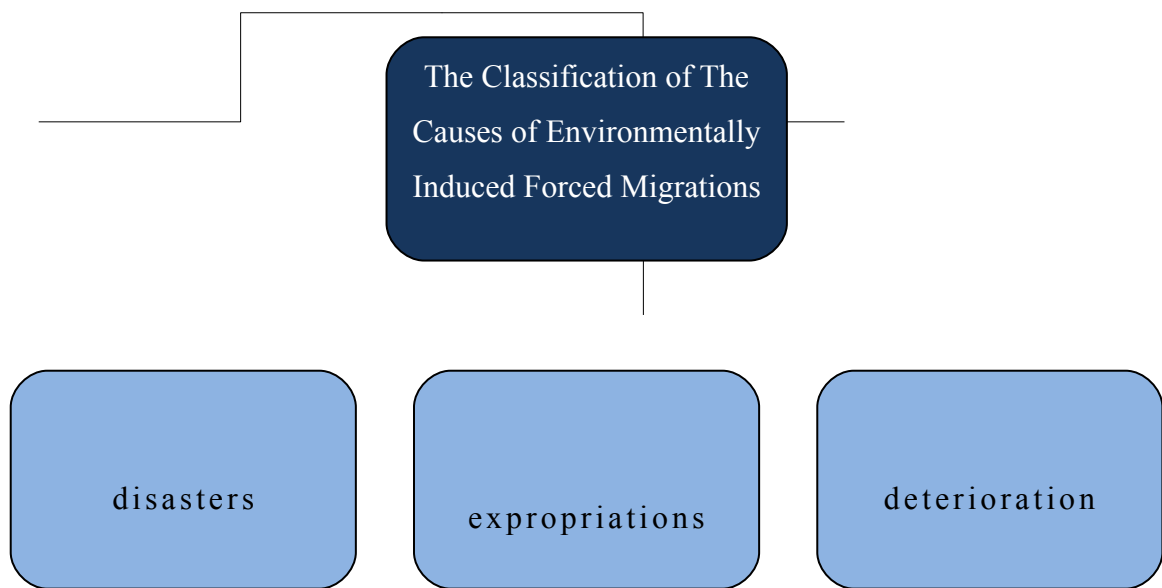 The Classification of The
Causes of Environmentally
Induced Forced Migrations
disasters
expropriations
deterioration